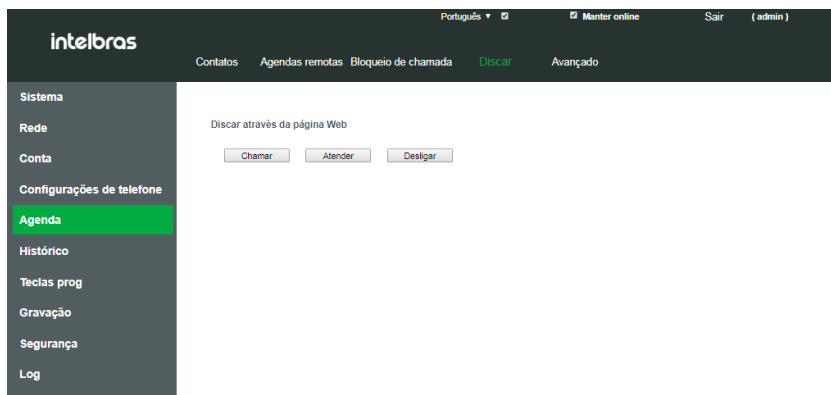 Português ▼ Manter online Sair ( admin )
intelbras
Contatos Agendas remotas Bloqueio de chamada Discar Avançado
Sistema
Rede
Conta
Configurações de telefone
Agenda
Histórico
Teclas prog
Gravação
Segurança
Log
Discar através da página Web
Chamar Atender Desligar